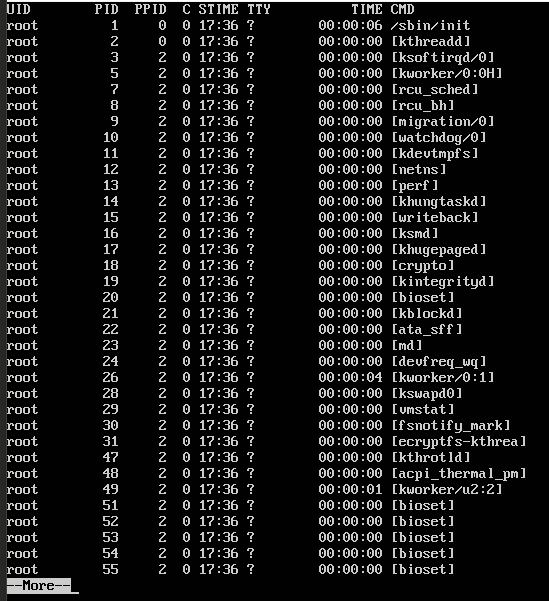 UID PID PPID C STIME TTY TIME CMD
root 1 0 0 17:36 ? 00:00:06 /sbin/init
root 2 0 0 17:36 ? 00:00:00 [kthreadd]
root 3 2 0 17:36 ? 00:00:00 [ksoftirqd/0]
root 5 2 0 17:36 ? 00:00:00 [kworker/0:0H]
root 7 2 0 17:36 ? 00:00:00 [rcu_sched]
root 8 2 0 17:36 ? 00:00:00 [rcu_bh]
root 9 2 0 17:36 ? 00:00:00 [migration/0]
root 10 2 0 17:36 ? 00:00:00 [watchdog/0]
root 11 2 0 17:36 ? 00:00:00 [kdevtmpfs]
root 12 2 0 17:36 ? 00:00:00 [netns]
root 13 2 0 17:36 ? 00:00:00 [perf]
root 14 2 0 17:36 ? 00:00:00 [khungtaskd]
root 15 2 0 17:36 ? 00:00:00 [writeback]
root 16 2 0 17:36 ? 00:00:00 [ksmd]
root 17 2 0 17:36 ? 00:00:00 [khugepaged]
root 18 2 0 17:36 ? 00:00:00 [crypto]
root 19 2 0 17:36 ? 00:00:00 [kintegrityd]
root 20 2 0 17:36 ? 00:00:00 [bioset]
root 21 2 0 17:36 ? 00:00:00 [kblockd]
root 22 2 0 17:36 ? 00:00:00 [ata_sff]
root 23 2 0 17:36 ? 00:00:00 [md]
root 24 2 0 17:36 ? 00:00:00 [devfreq_wq]
root 26 2 0 17:36 ? 00:00:04 [kworker/0:1]
root 28 2 0 17:36 ? 00:00:00 [kswapd0]
root 29 2 0 17:36 ? 00:00:00 [vmstat]
root 30 2 0 17:36 ? 00:00:00 [fsnotify_mark]
root 31 2 0 17:36 ? 00:00:00 [ecryptfs-kthrea]
root 47 2 0 17:36 ? 00:00:00 [kthrotld]
root 48 2 0 17:36 ? 00:00:00 [acpi_thermal_pm]
root 49 2 0 17:36 ? 00:00:01 [kworker/u2:2]
root 51 2 0 17:36 ? 00:00:00 [bioset]
root 52 2 0 17:36 ? 00:00:00 [bioset]
root 53 2 0 17:36 ? 00:00:00 [bioset]
root 54 2 0 17:36 ? 00:00:00 [bioset]
root 55 2 0 17:36 ? 00:00:00 [bioset]
--More--